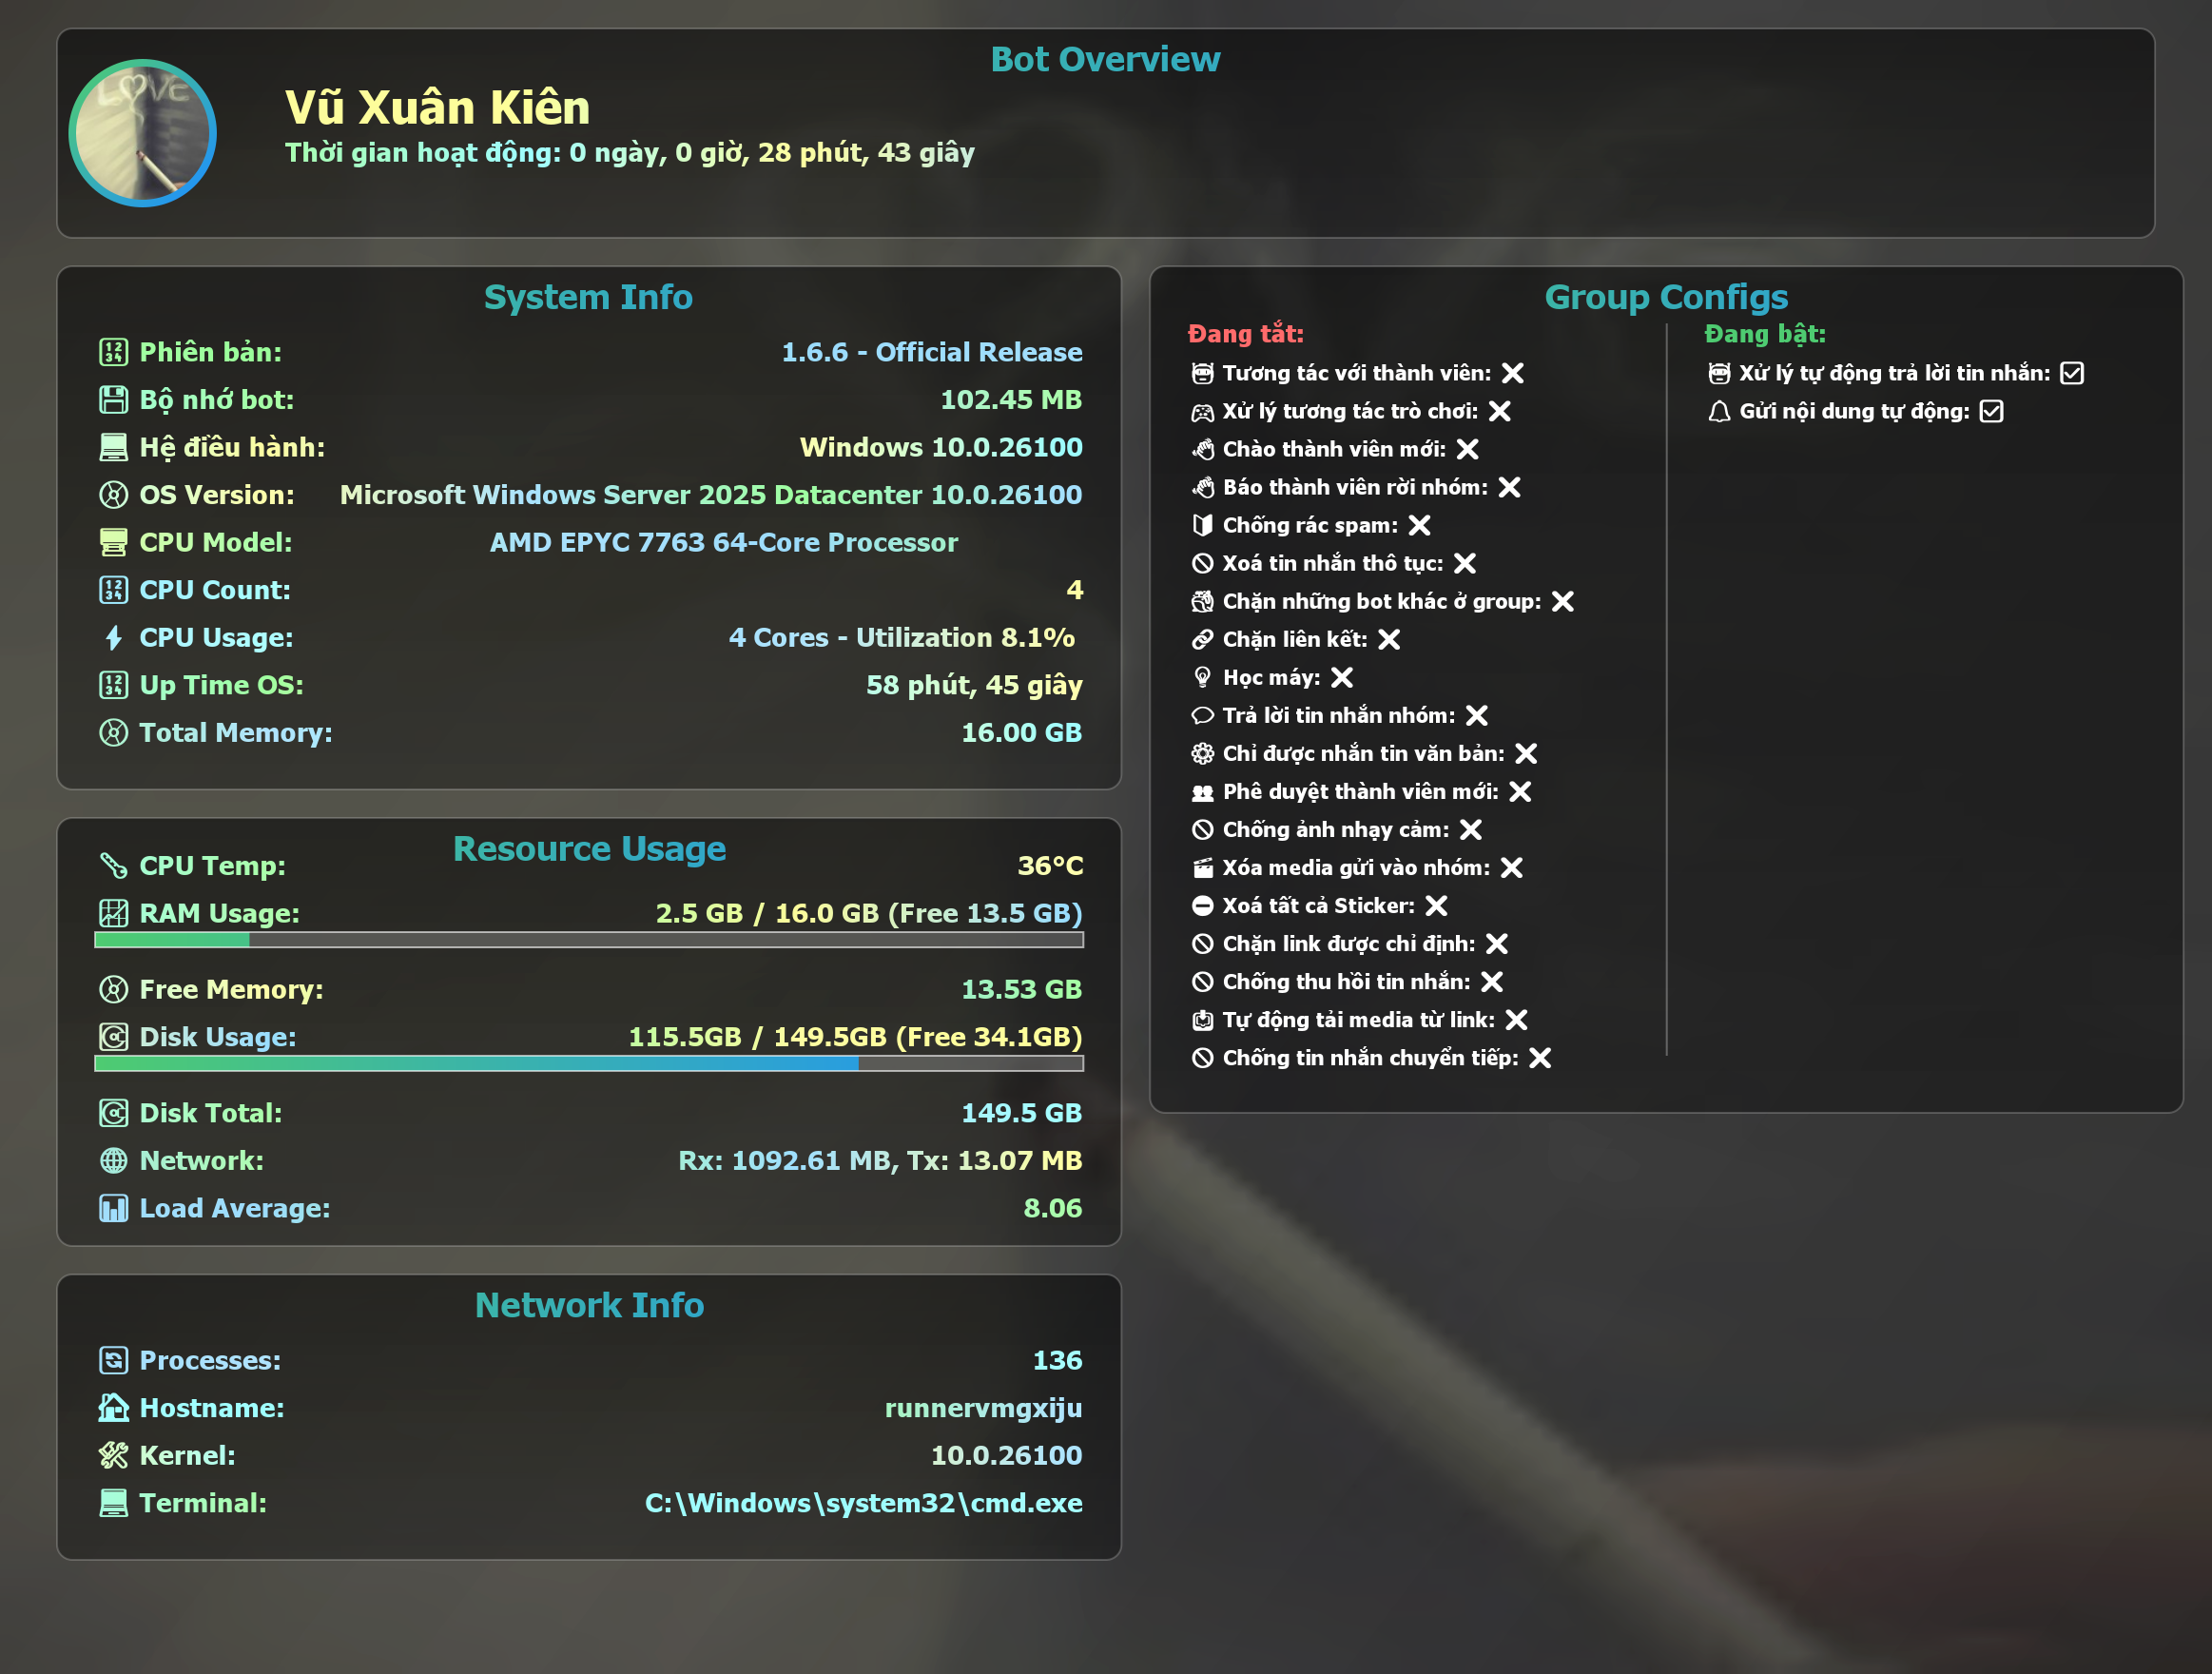 Bot Overview
LOVE
Vũ Xuân Kiên
Thời gian hoạt động: 0 ngày, 0 giờ, 28 phút, 43 giây
System Info
Phiên bản: 1.6.6 - Official Release
Bộ nhớ bot: 102.45 MB
Hệ điều hành: Windows 10.0.26100
OS Version: Microsoft Windows Server 2025 Datacenter 10.0.26100
CPU Model: AMD EPYC 7763 64-Core Processor
CPU Count: 4
CPU Usage: 4 Cores - Utilization 8.1%
Up Time OS: 58 phút, 45 giây
Total Memory: 16.00 GB
Resource Usage
CPU Temp: 36°C
RAM Usage: 2.5 GB / 16.0 GB (Free 13.5 GB)
Free Memory: 13.53 GB
Disk Usage: 115.5GB / 149.5GB (Free 34.1GB)
Disk Total: 149.5 GB
Network: Rx: 1092.61 MB, Tx: 13.07 MB
Load Average: 8.06
Network Info
Processes: 136
Hostname: runnervmgxiju
Kernel: 10.0.26100
Terminal: C:\Windows\system32\cmd.exe
Group Configs
Đang tắt:
Tương tác với thành viên:
Xử lý tương tác trò chơi:
Chào thành viên mới:
Báo thành viên rời nhóm:
Chống rác spam:
Xoá tin nhắn thô tục:
Chặn những bot khác ở group:
Chặn liên kết:
Học máy:
Trả lời tin nhắn nhóm:
Chỉ được nhắn tin văn bản:
Phê duyệt thành viên mới:
Chống ảnh nhạy cảm:
Xóa media gửi vào nhóm:
Xoá tất cả Sticker:
Chặn link được chỉ định:
Chống thu hồi tin nhắn:
Tự động tải media từ link:
Chống tin nhắn chuyển tiếp:
Đang bật:
Xử lý tự động trả lời tin nhắn:
Gửi nội dung tự động: